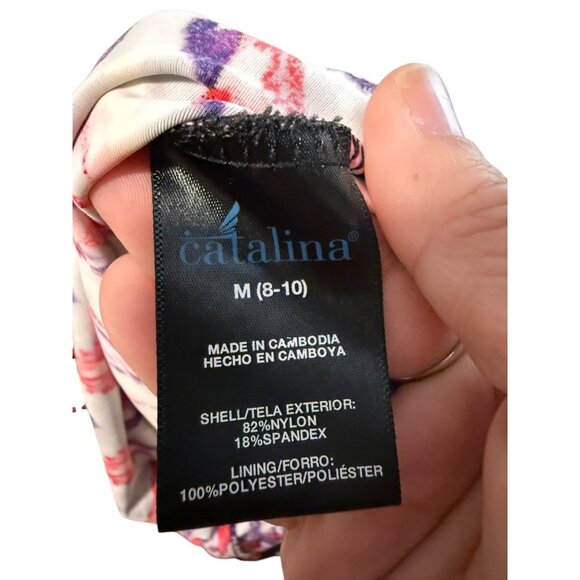 catalina®
M (8-10)
MADE IN CAMBODIA
HECHO EN CAMBOYA
SHELL/TELA EXTERIOR:
82%NYLON
18%SPANDEX
LINING/FORRO:
100%POLYESTER/POLIÉSTER